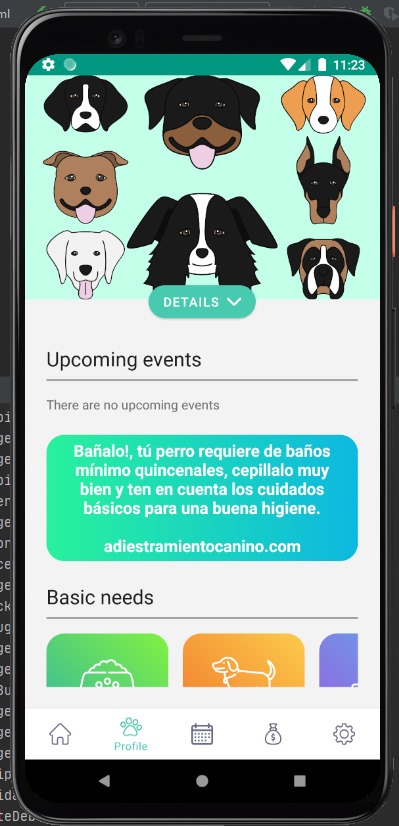 11:23
DETAILS
Upcoming events
There are no upcoming events
Bañalo!, tú perro requiere de baños
mínimo quincenales, cepillalo muy
bien y ten en cuenta los cuidados
básicos para una buena higiene.
adiestramientocanino.com
Basic needs
$
Profile